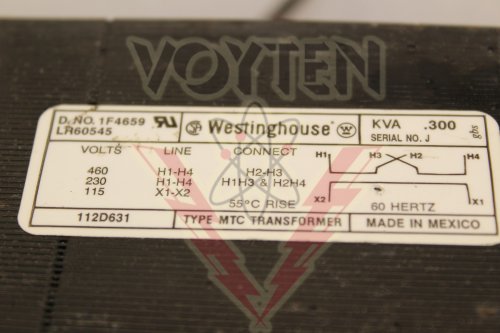 VOYTEN
D. NO. 1F4659
LR60545
Westinghouse
KVA .300
SERIAL NO. J
gbs
VOLTS LINE CONNECT
460 H1-H4 H2-H3
230 H1-H4 H1H3 & H2H4
115 X1-X2
55°C RISE
H1 H3 H2 H4
X2 X1
60 HERTZ
112D631 TYPE MTC TRANSFORMER MADE IN MEXICO